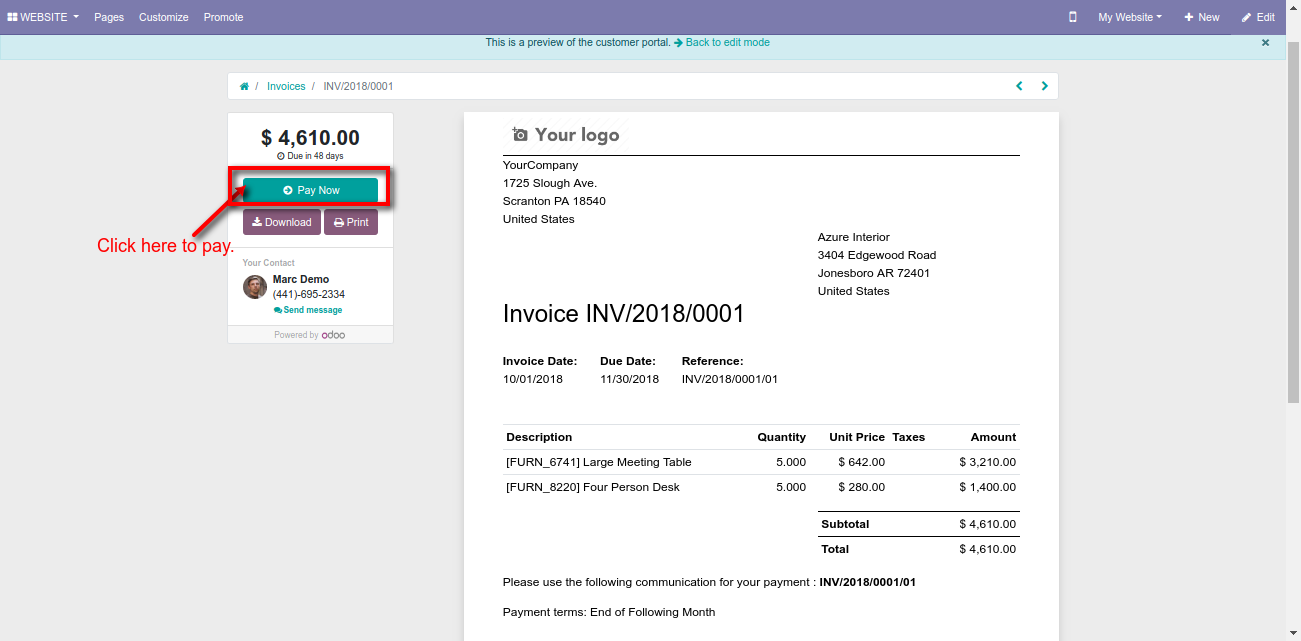 WEBSITE Pages Customize Promote My Website New Edit
This is a preview of the customer portal. Back to edit mode ×
/ Invoices / INV/2018/0001
$ 4,610.00
Due in 48 days
Pay Now
Download Print
Click here to pay.
Your Contact
Marc Demo
(441)-695-2334
Send message
Powered by odoo
Your logo
YourCompany
1725 Slough Ave.
Scranton PA 18540
United States
Azure Interior
3404 Edgewood Road
Jonesboro AR 72401
United States
Invoice INV/2018/0001
Invoice Date: Due Date: Reference:
10/01/2018 11/30/2018 INV/2018/0001/01
Description Quantity Unit Price Taxes Amount
[FURN_6741] Large Meeting Table 5.000 $ 642.00 $ 3,210.00
[FURN_8220] Four Person Desk 5.000 $ 280.00 $ 1,400.00
Subtotal $ 4,610.00
Total $ 4,610.00
Please use the following communication for your payment : INV/2018/0001/01
Payment terms: End of Following Month